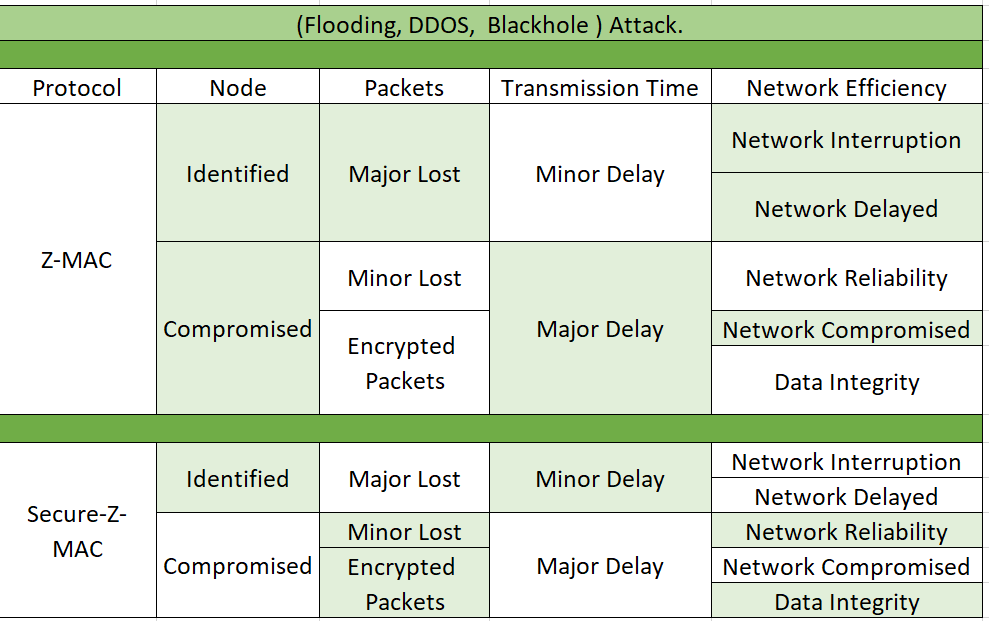 (Flooding, DDOS, Blackhole ) Attack.
Protocol Node Packets Transmission Time Network Efficiency
Z-MAC
Identified
Major Lost
Minor Delay
Network Interruption
Network Delayed
Compromised
Minor Lost
Encrypted
Packets
Major Delay
Network Reliability
Network Compromised
Data Integrity
Secure-Z-
MAC
Identified
Major Lost
Minor Delay
Network Interruption
Network Delayed
Compromised
Minor Lost
Encrypted
Packets
Major Delay
Network Reliability
Network Compromised
Data Integrity